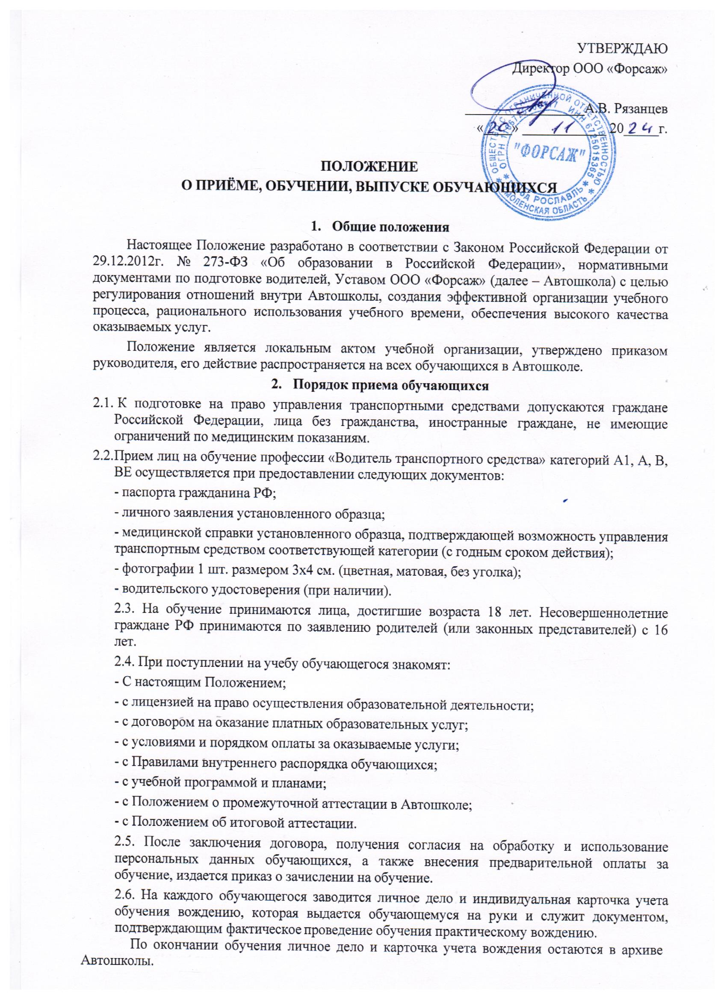 УТВЕРЖДАЮ
Директор ООО «Форсаж»
А.В. Рязанцев
«20» 11 2024г.
ОБЩЕСТВО С ОГРАНИЧЕННОЙ ОТВЕТСТВЕННОСТЬЮ
СМОЛЕНСКАЯ ОБЛАСТЬ
ОГРН
ИНН 6725015365
город РОСЛАВЛЬ
"ФОРСАЖ"
ПОЛОЖЕНИЕ
О ПРИЁМЕ, ОБУЧЕНИИ, ВЫПУСКЕ ОБУЧАЮЩИХСЯ
1. Общие положения
Настоящее Положение разработано в соответствии с Законом Российской Федерации от
29.12.2012г. № 273-ФЗ «Об образовании в Российской Федерации», нормативными
документами по подготовке водителей, Уставом ООО «Форсаж» (далее – Автошкола) с целью
регулирования отношений внутри Автошколы, создания эффективной организации учебного
процесса, рационального использования учебного времени, обеспечения высокого качества
оказываемых услуг.
Положение является локальным актом учебной организации, утверждено приказом
руководителя, его действие распространяется на всех обучающихся в Автошколе.
2. Порядок приема обучающихся
2.1. К подготовке на право управления транспортными средствами допускаются граждане
Российской Федерации, лица без гражданства, иностранные граждане, не имеющие
ограничений по медицинским показаниям.
2.2.Прием лиц на обучение профессии «Водитель транспортного средства» категорий А1, А, В,
ВЕ осуществляется при предоставлении следующих документов:
- паспорта гражданина РФ;
- личного заявления установленного образца;
- медицинской справки установленного образца, подтверждающей возможность управления
транспортным средством соответствующей категории (с годным сроком действия);
- фотографии 1 шт. размером 3х4 см. (цветная, матовая, без уголка);
- водительского удостоверения (при наличии).
2.3. На обучение принимаются лица, достигшие возраста 18 лет. Несовершеннолетние
граждане РФ принимаются по заявлению родителей (или законных представителей) с 16
лет.
2.4. При поступлении на учебу обучающегося знакомят:
- С настоящим Положением;
- с лицензией на право осуществления образовательной деятельности;
- с договором на оказание платных образовательных услуг;
- с условиями и порядком оплаты за оказываемые услуги;
- с Правилами внутреннего распорядка обучающихся;
- с учебной программой и планами;
- с Положением о промежуточной аттестации в Автошколе;
- с Положением об итоговой аттестации.
2.5. После заключения договора, получения согласия на обработку и использование
персональных данных обучающихся, а также внесения предварительной оплаты за
обучение, издается приказ о зачислении на обучение.
2.6. На каждого обучающегося заводится личное дело и индивидуальная карточка учета
обучения вождению, которая выдается обучающемуся на руки и служит документом,
подтверждающим фактическое проведение обучения практическому вождению.
По окончании обучения личное дело и карточка учета вождения остаются в архиве
Автошколы.